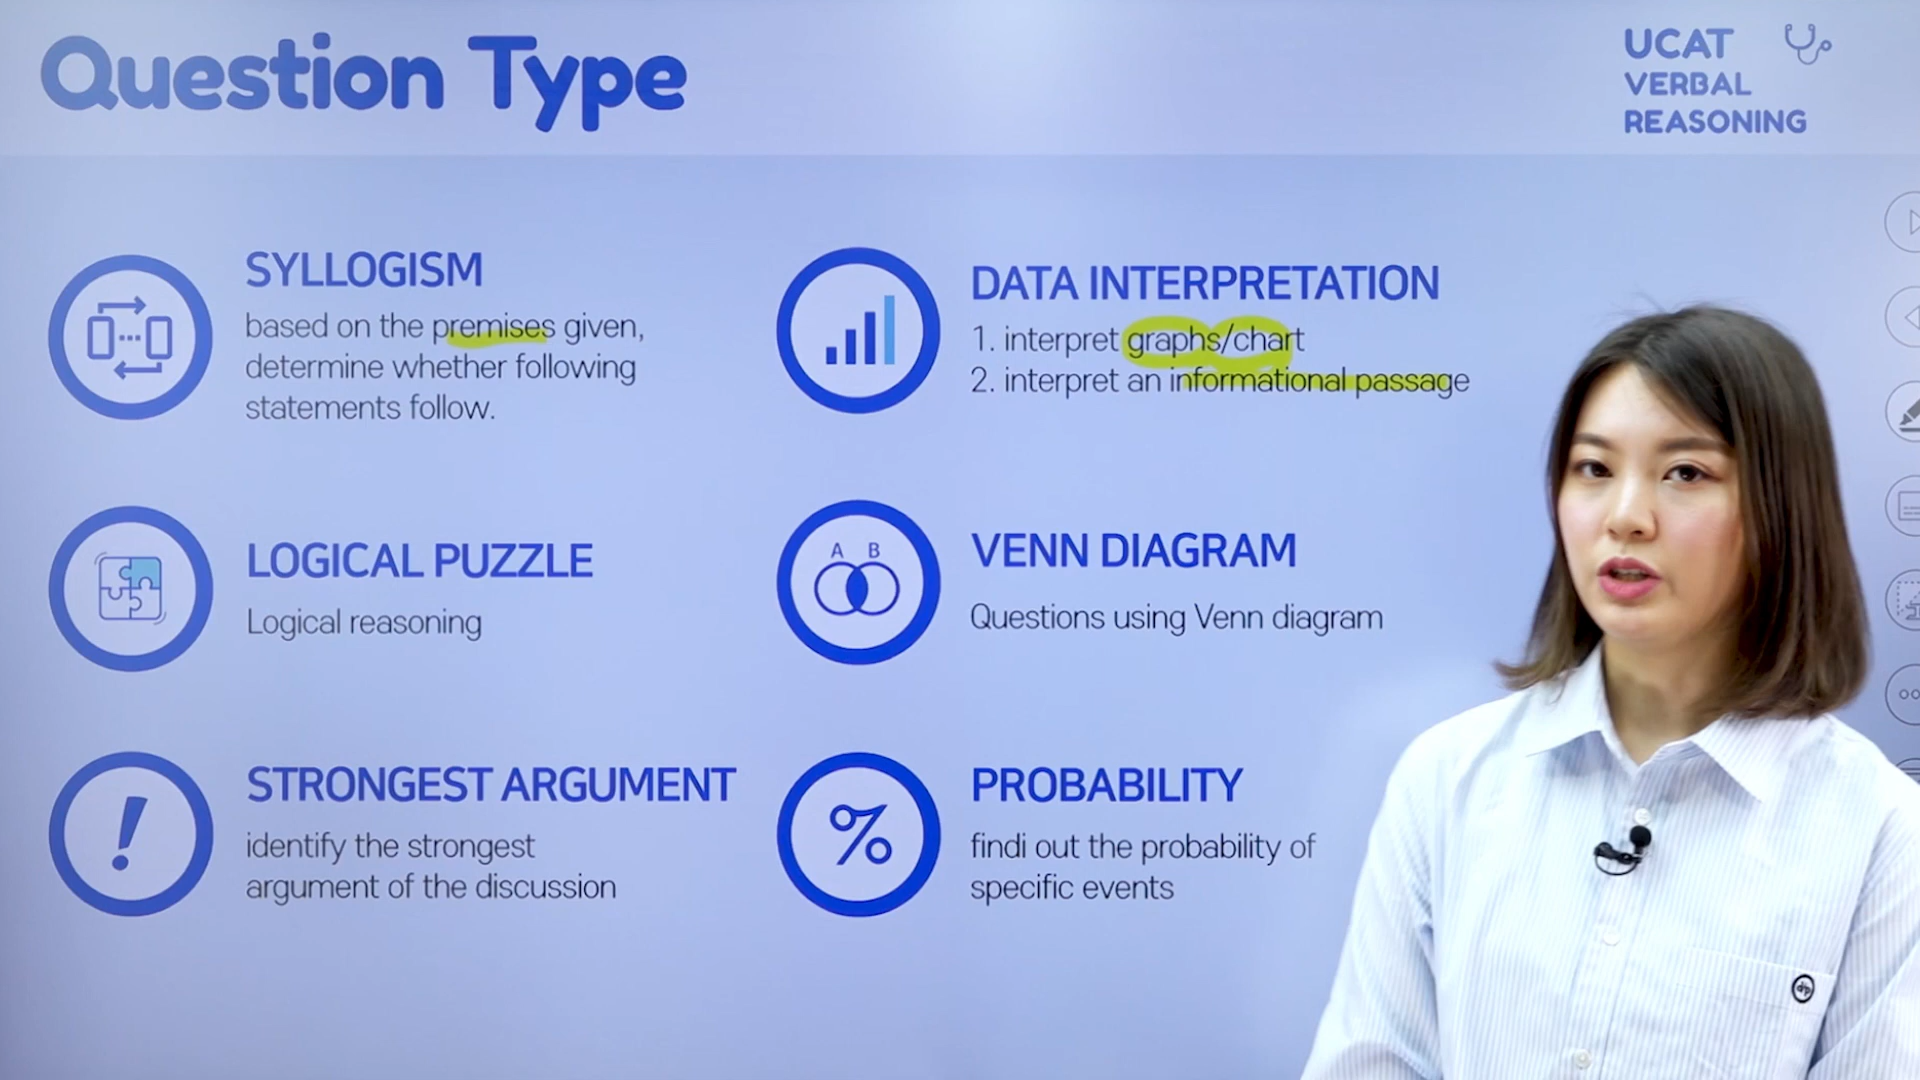 Question Type
UCAT
VERBAL
REASONING
SYLLOGISM
based on the premises given,
determine whether following
statements follow.
DATA INTERPRETATION
1. interpret graphs/chart
2. interpret an informational passage
LOGICAL PUZZLE
Logical reasoning
A B
VENN DIAGRAM
Questions using Venn diagram
STRONGEST ARGUMENT
identify the strongest
argument of the discussion
%
PROBABILITY
findi out the probability of
specific events